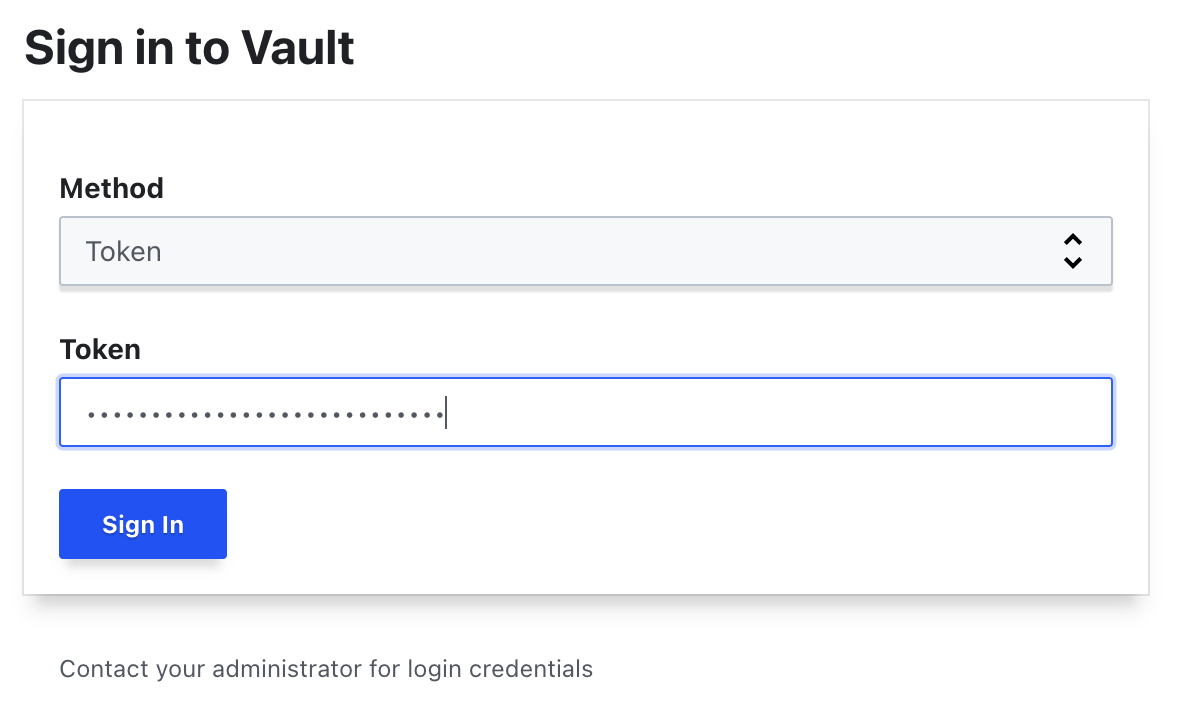 Sign in to Vault
Method
Token
Token
••••••••••••••••••••••••••••
Sign In
Contact your administrator for login credentials